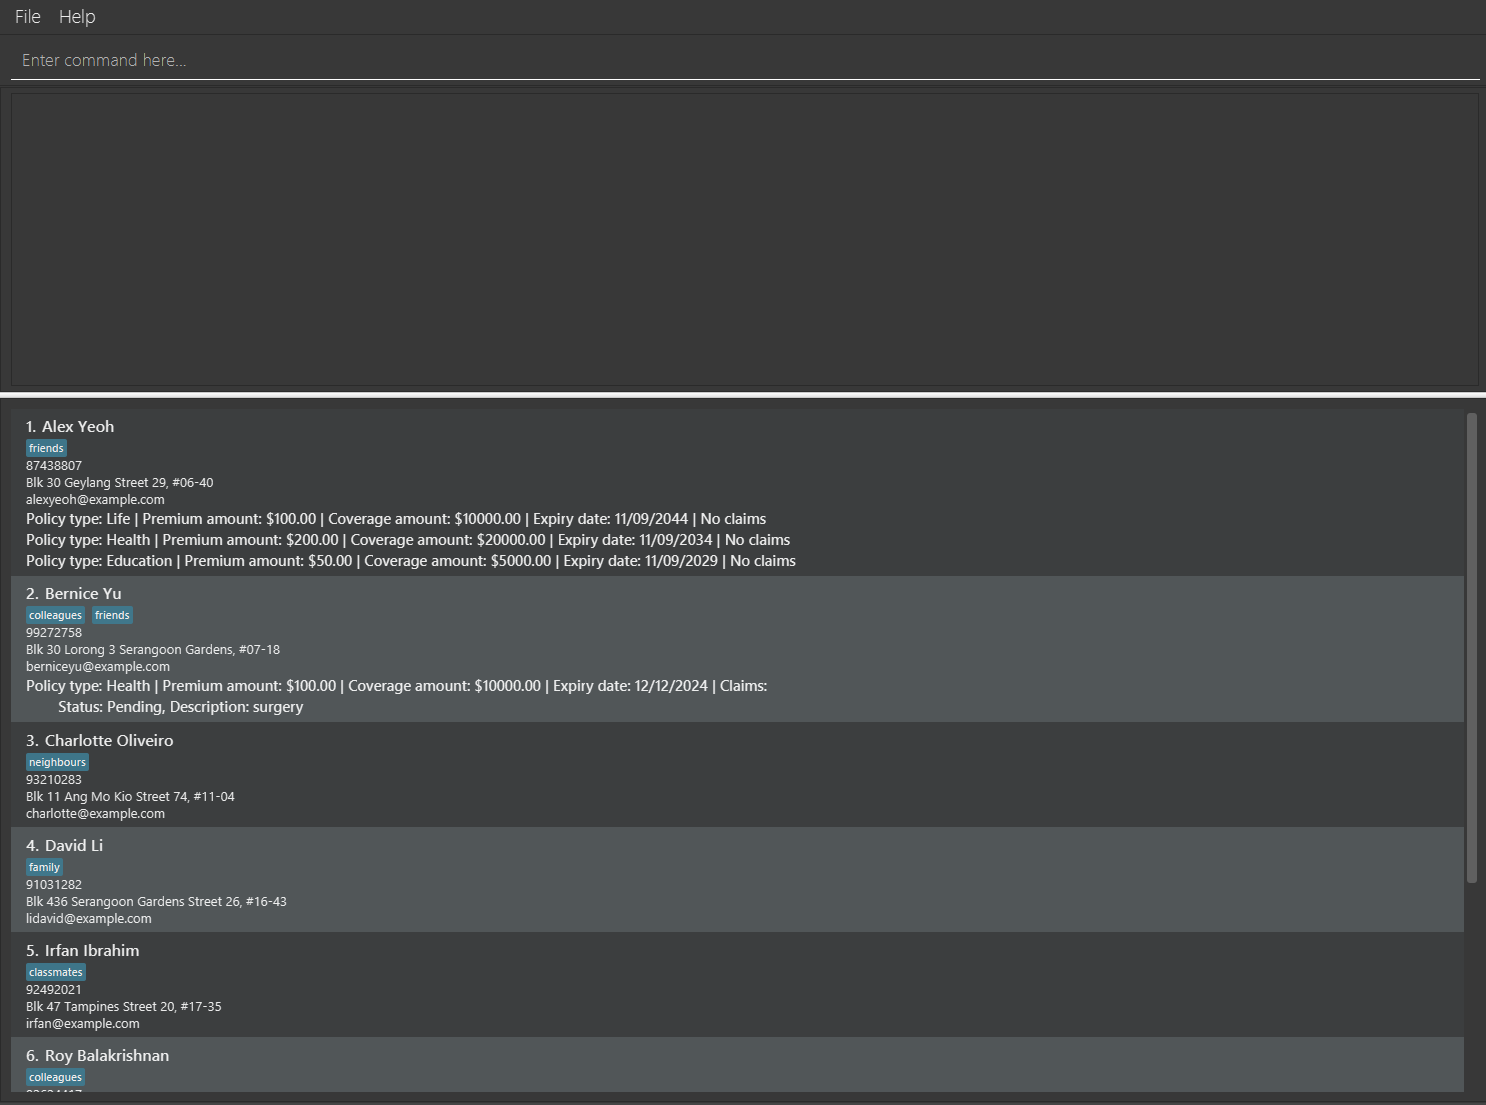 File Help
Enter command here...
1. Alex Yeoh
friends
87438807
Blk 30 Geylang Street 29, #06-40
alexyeoh@example.com
Policy type: Life | Premium amount: $100.00 | Coverage amount: $10000.00 | Expiry date: 11/09/2044 | No claims
Policy type: Health | Premium amount: $200.00 | Coverage amount: $20000.00 | Expiry date: 11/09/2034 | No claims
Policy type: Education | Premium amount: $50.00 | Coverage amount: $5000.00 | Expiry date: 11/09/2029 | No claims
2. Bernice Yu
colleagues friends
99272758
Blk 30 Lorong 3 Serangoon Gardens, #07-18
berniceyu@example.com
Policy type: Health | Premium amount: $100.00 | Coverage amount: $10000.00 | Expiry date: 12/12/2024 | Claims:
Status: Pending, Description: surgery
3. Charlotte Oliveiro
neighbours
93210283
Blk 11 Ang Mo Kio Street 74, #11-04
charlotte@example.com
4. David Li
family
91031282
Blk 436 Serangoon Gardens Street 26, #16-43
lidavid@example.com
5. Irfan Ibrahim
classmates
92492021
Blk 47 Tampines Street 20, #17-35
irfan@example.com
6. Roy Balakrishnan
colleagues